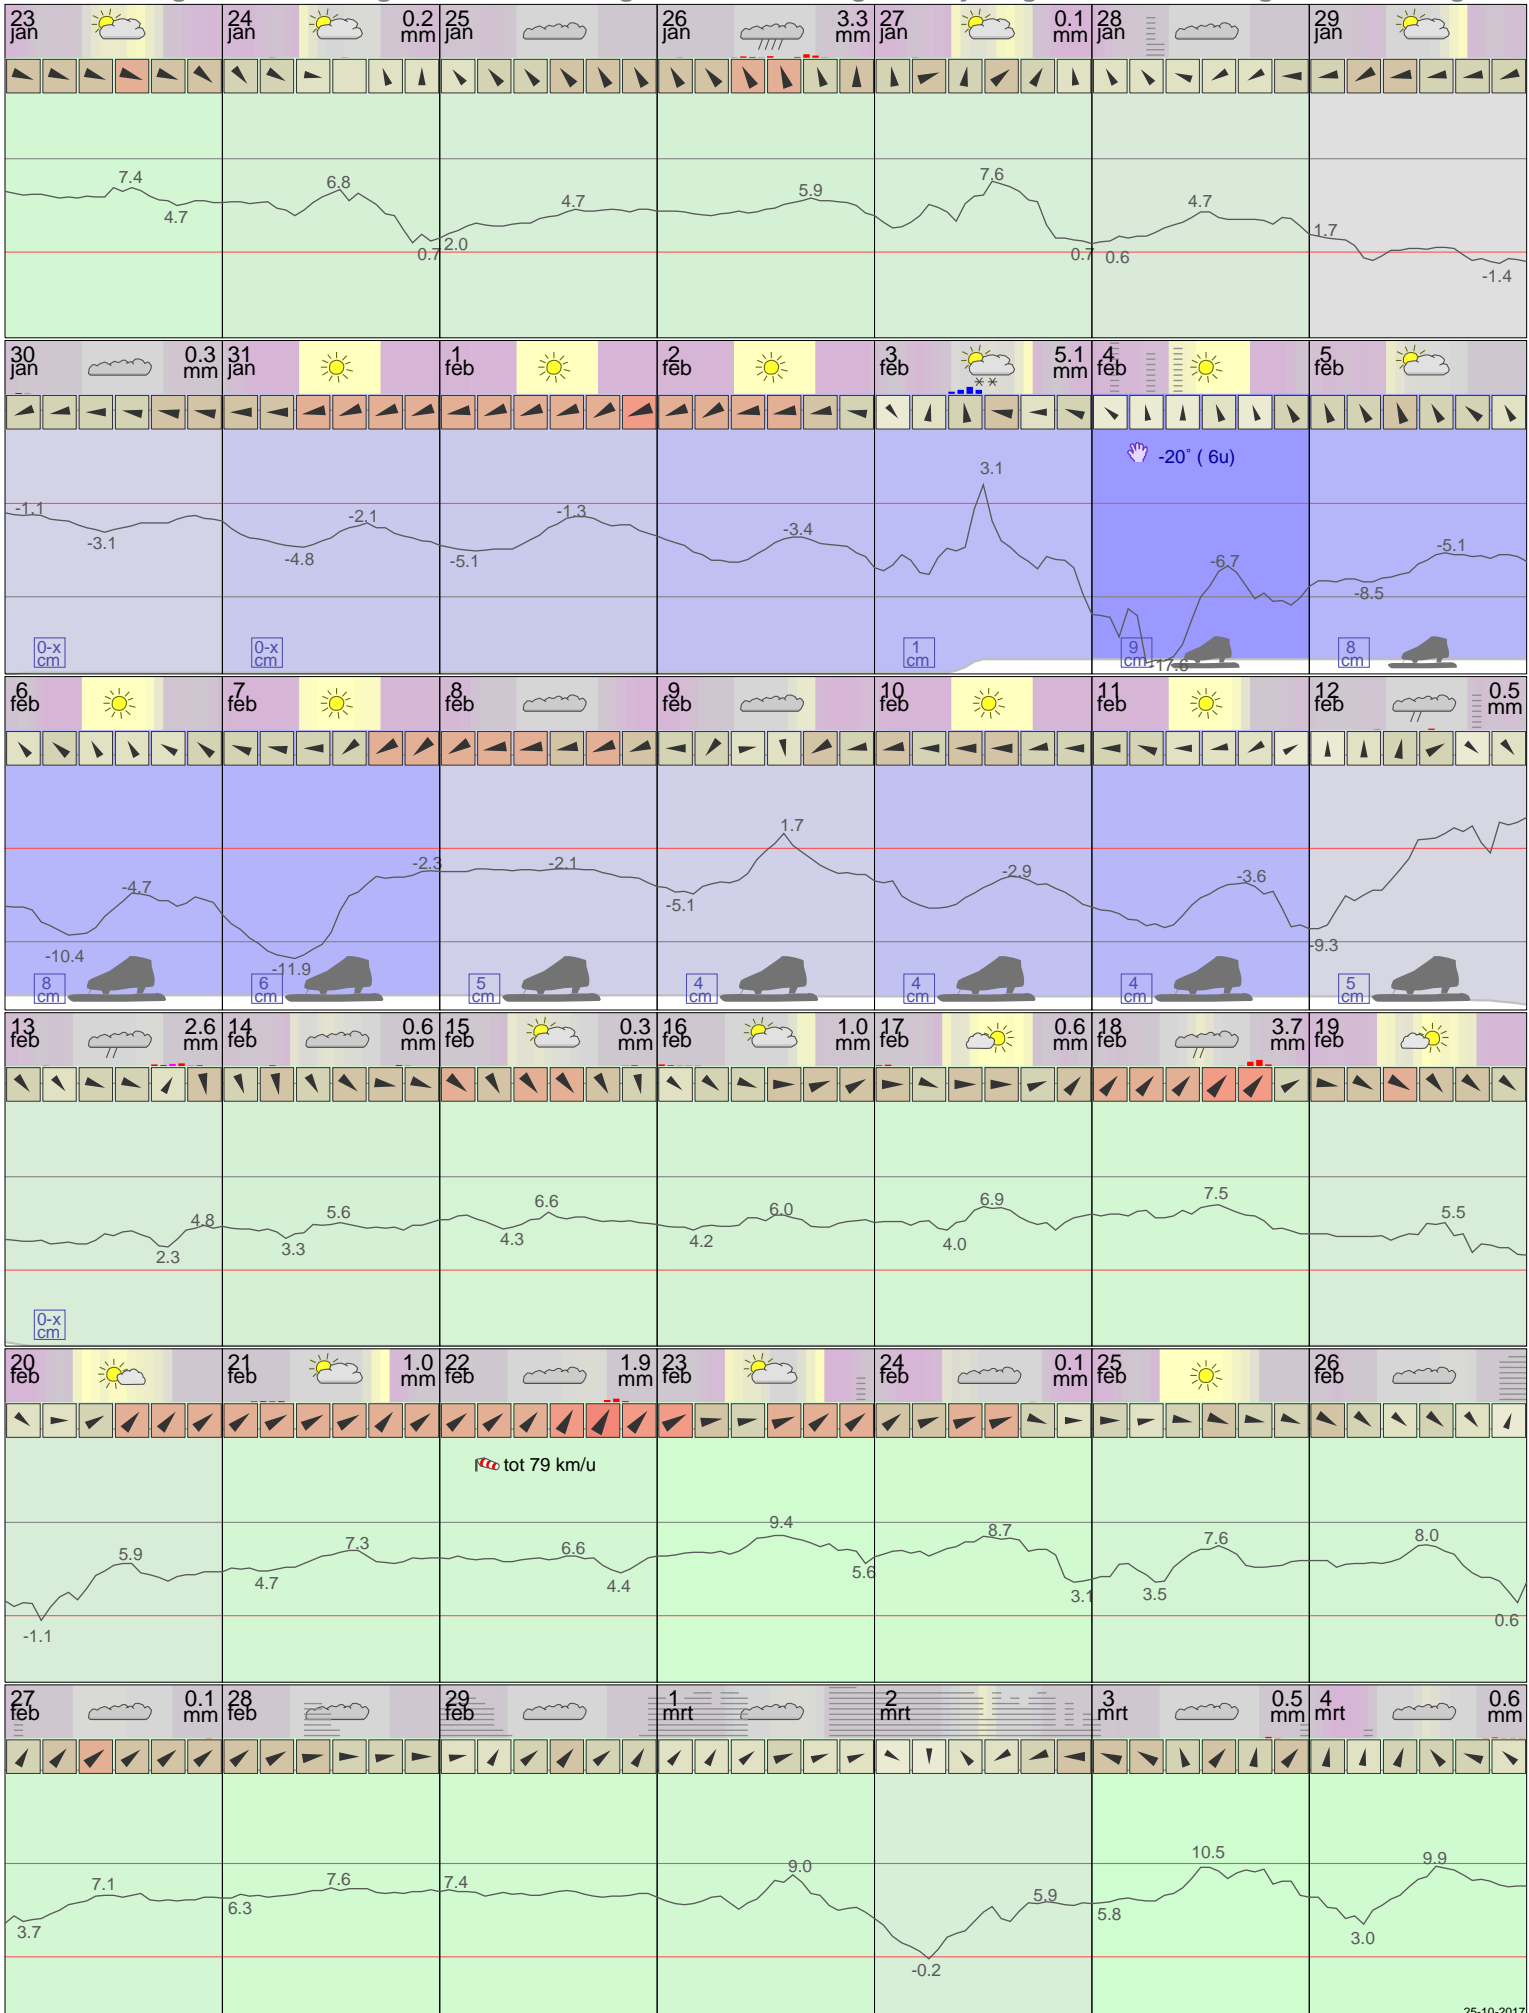 23 jan
24 jan 0.2 mm
25 jan
26 jan 3.3 mm
27 jan 0.1 mm
28 jan
29 jan
7.4 4.7 6.8 0.7 2.0 4.7 5.9 7.6 0.7 0.6 4.7 1.7 -1.4
30 jan 0.3 mm
31 jan
1 feb
2 feb
3 feb 5.1 mm
4 feb
5 feb
-20° ( 6u)
-1.1 -3.1 -4.8 -2.1 -5.1 -1.3 -3.4 3.1 -17.6 -6.7 -8.5 -5.1
0-x cm
0-x cm
1 cm
9 cm
8 cm
6 feb
7 feb
8 feb
9 feb
10 feb
11 feb
12 feb 0.5 mm
-10.4 -4.7 -11.9 -2.3 -2.1 -5.1 1.7 -2.9 -3.6 -9.3
8 cm
6 cm
5 cm
4 cm
4 cm
4 cm
5 cm
13 feb 2.6 mm
14 feb 0.6 mm
15 feb 0.3 mm
16 feb 1.0 mm
17 feb 0.6 mm
18 feb 3.7 mm
19 feb
2.3 4.8 3.3 5.6 4.3 6.6 4.2 6.0 4.0 6.9 7.5 5.5
0-x cm
20 feb
21 feb 1.0 mm
22 feb 1.9 mm
23 feb
24 feb 0.1 mm
25 feb
26 feb
tot 79 km/u
-1.1 5.9 4.7 7.3 6.6 4.4 9.4 5.6 8.7 3.1 3.5 7.6 8.0 0.6
27 feb 0.1 mm
28 feb
29 feb
1 mrt
2 mrt
3 mrt 0.5 mm
4 mrt 0.6 mm
3.7 7.1 6.3 7.6 7.4 9.0 -0.2 5.9 5.8 10.5 3.0 9.9
25-10-2017